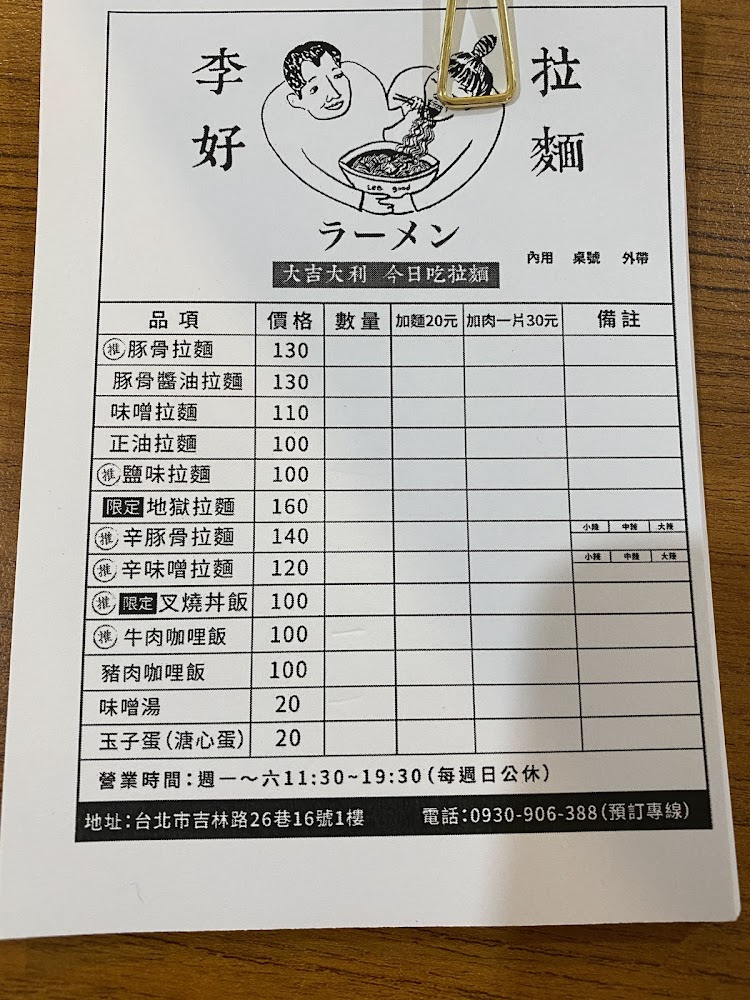 李好 拉麵
Lee good
ラーメン
大吉大利 今日吃拉麵
內用 桌號 外帶
品項 價格 數量 加麵20元 加肉一片30元 備註
推 豚骨拉麵 130
豚骨醬油拉麵 130
味噌拉麵 110
正油拉麵 100
推 鹽味拉麵 100
限定 地獄拉麵 160
推 辛豚骨拉麵 140 小辣 中辣 大辣
推 辛味噌拉麵 120 小辣 中辣 大辣
推 限定 叉燒丼飯 100
推 牛肉咖哩飯 100
豬肉咖哩飯 100
味噌湯 20
玉子蛋(溏心蛋) 20
營業時間：週一～六11:30~19:30(每週日公休)
地址：台北市吉林路26巷16號1樓 電話：0930-906-388(預訂專線)